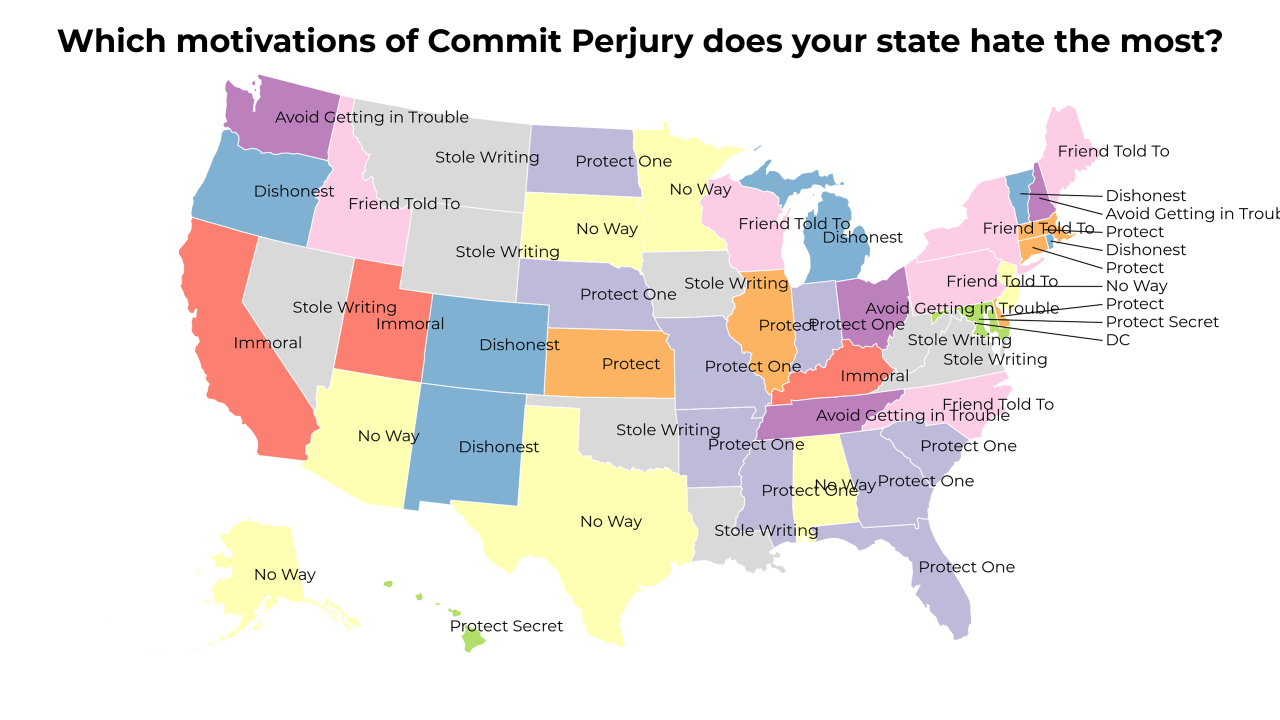 Which motivations of Commit Perjury does your state hate the most?
Avoid Getting in Trouble
Friend Told To
Stole Writing
Protect One
No Way
Dishonest
Friend Told To
Dishonest
Avoid Getting in Troub
Friend Told To
Friend Told To
Protect
Dishonest
No Way
Dishonest
Stole Writing
Protect
Friend Told To
Stole Writing
No Way
Protect One
Protect
Stole Writing
Immoral
Avoid Getting in Trouble
Protect Secret
Protect
Protect One
DC
Immoral
Dishonest
Stole Writing
Stole Writing
Protect
Protect One
Immoral
Friend Told To
Avoid Getting in Trouble
Stole Writing
No Way
Dishonest
Protect One
Protect One
Protect One
No Way
Protect One
No Way
Stole Writing
Protect One
No Way
Protect Secret